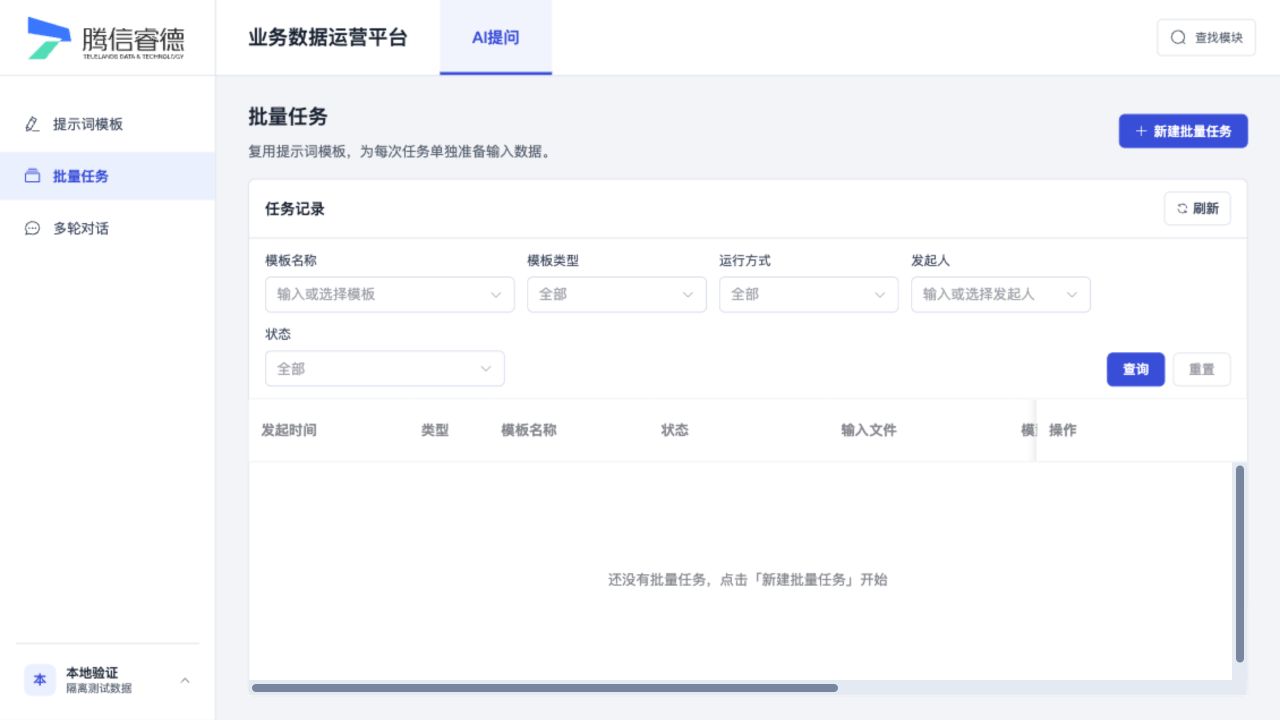 腾信睿德
TELELANDS DATA & TECHNOLOGY
业务数据运营平台
AI提问
查找模块
提示词模板
批量任务
多轮对话
批量任务
复用提示词模板，为每次任务单独准备输入数据。
新建批量任务
任务记录
刷新
模板名称
模板类型
运行方式
发起人
输入或选择模板
全部
全部
输入或选择发起人
状态
全部
查询
重置
发起时间
类型
模板名称
状态
输入文件
操作
还没有批量任务，点击「新建批量任务」开始
本
本地验证
隔离测试数据